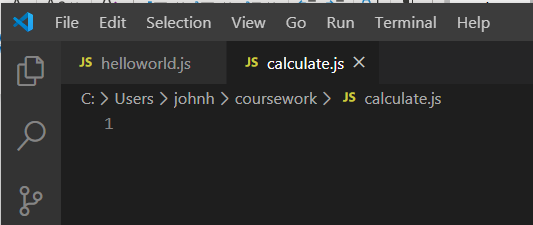 File Edit Selection View Go Run Terminal Help
JS helloworld.js JS calculate.js ×
C: > Users > johnh > coursework > JS calculate.js
1